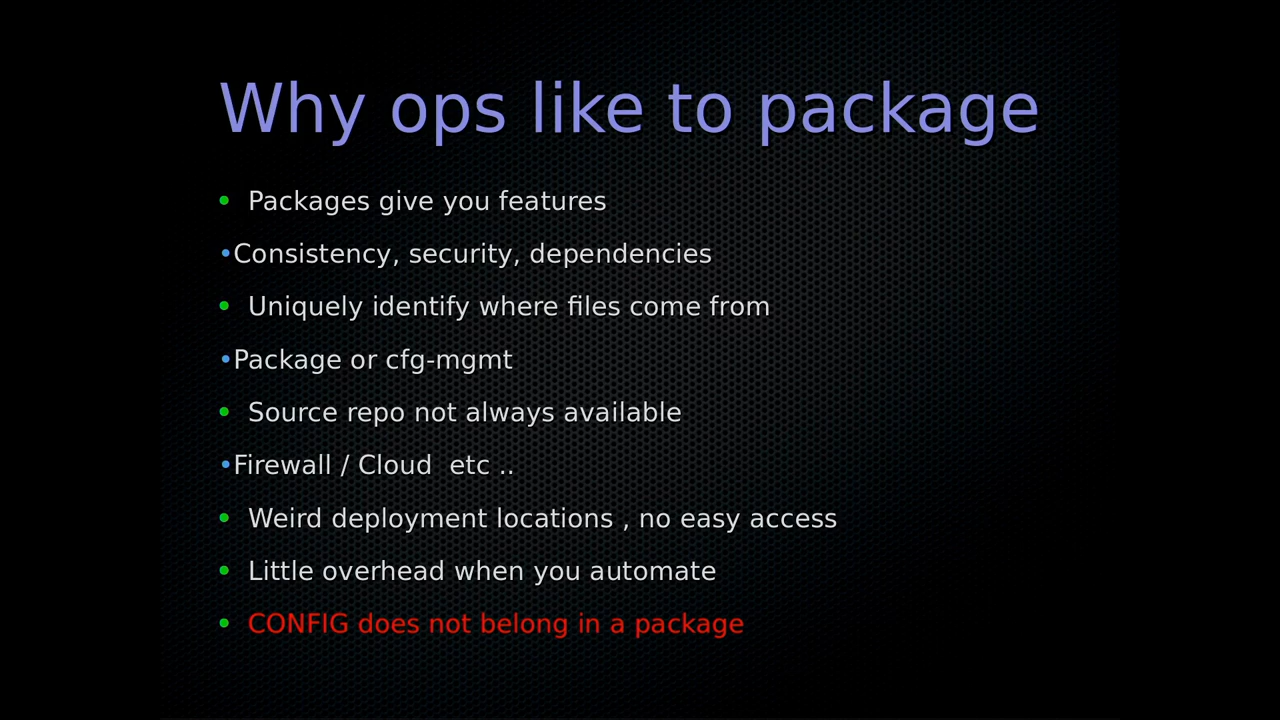 Why ops like to package
• Packages give you features
•Consistency, security, dependencies
• Uniquely identify where files come from
•Package or cfg-mgmt
• Source repo not always available
•Firewall / Cloud  etc ..
• Weird deployment locations , no easy access
• Little overhead when you automate
• CONFIG does not belong in a package